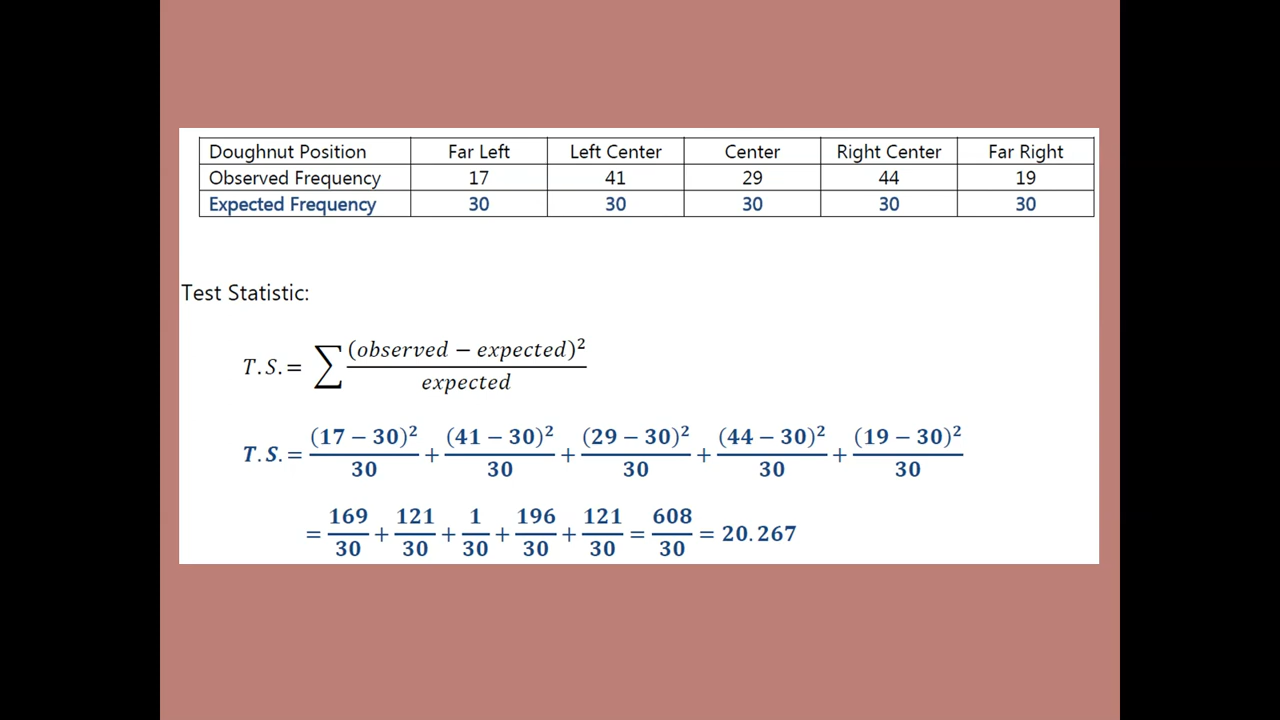 Doughnut Position Far Left Left Center Center Right Center Far Right
Observed Frequency 17 41 29 44 19
Expected Frequency 30 30 30 30 30
Test Statistic:
T.S.= ∑ (observed − expected)² / expected
T.S.= (17 − 30)²/30 + (41 − 30)²/30 + (29 − 30)²/30 + (44 − 30)²/30 + (19 − 30)²/30
= 169/30 + 121/30 + 1/30 + 196/30 + 121/30 = 608/30 = 20.267